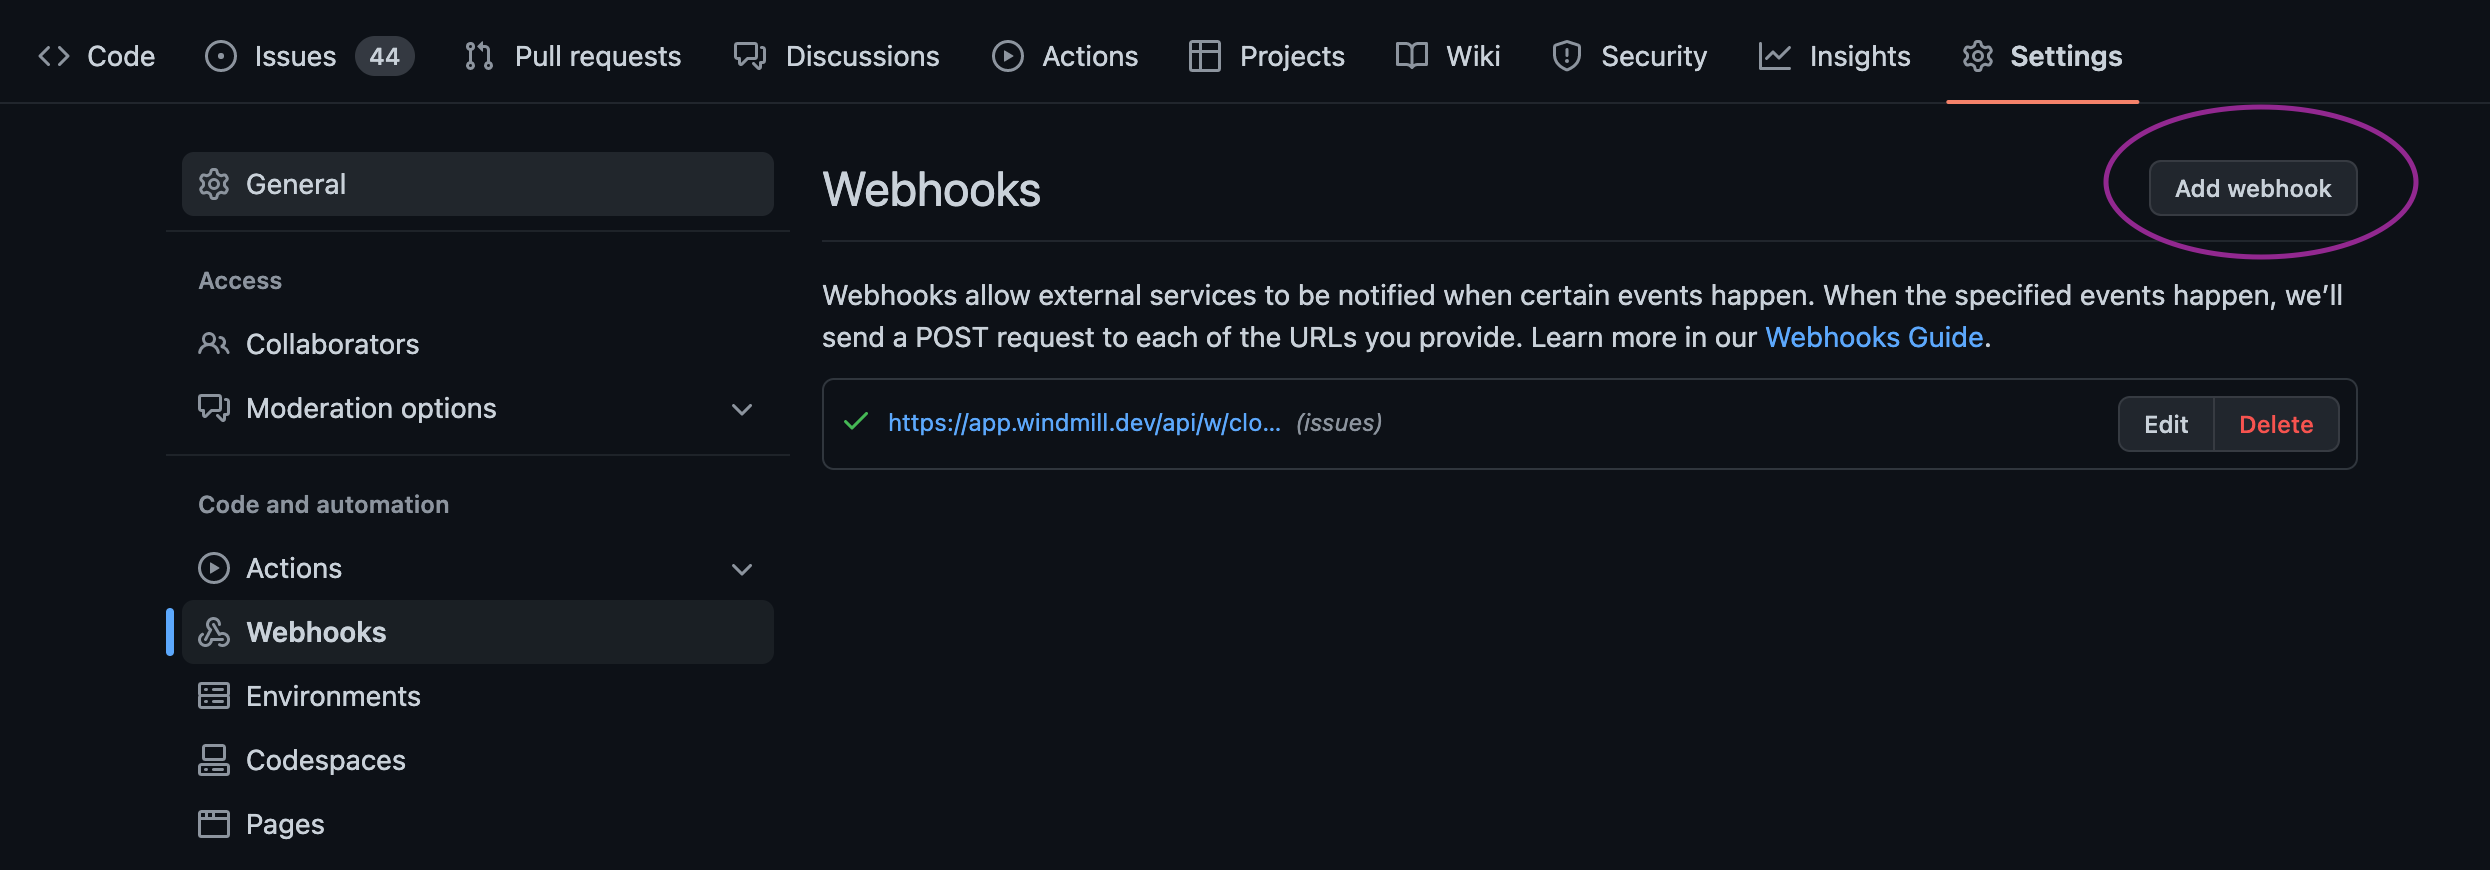 Code Issues 44 Pull requests Discussions Actions Projects Wiki Security Insights Settings
General
Access
Collaborators
Moderation options
Code and automation
Actions
Webhooks
Environments
Codespaces
Pages
Webhooks
Add webhook
Webhooks allow external services to be notified when certain events happen. When the specified events happen, we’ll
send a POST request to each of the URLs you provide. Learn more in our Webhooks Guide.
https://app.windmill.dev/api/w/clo... (issues)
Edit Delete